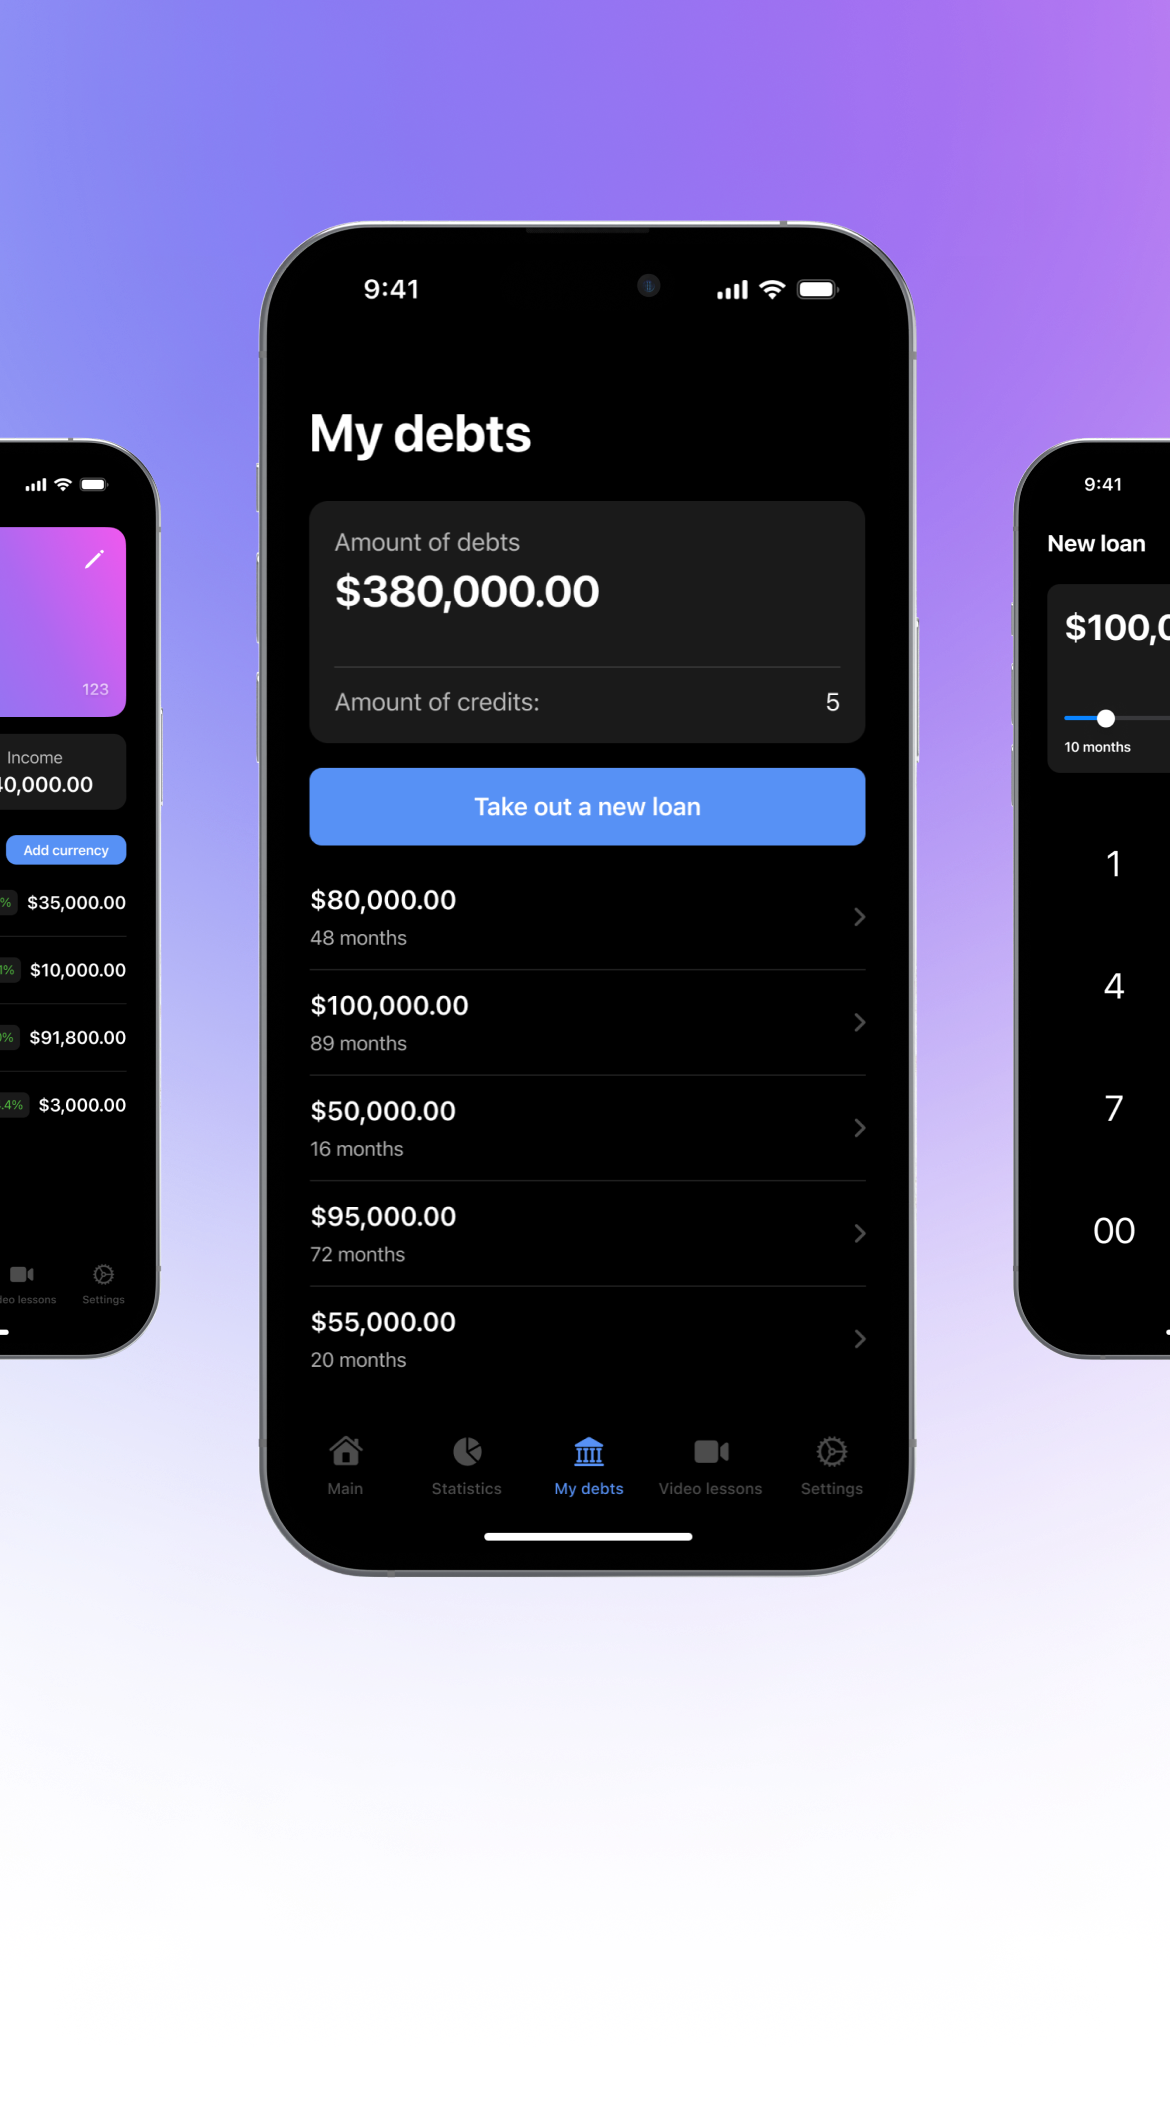 9:41
My debts
Amount of debts
$380,000.00
Amount of credits: 5
Take out a new loan
$80,000.00
48 months
$100,000.00
89 months
$50,000.00
16 months
$95,000.00
72 months
$55,000.00
20 months
Main Statistics My debts Video lessons Settings
123
Income
0,000.00
Add currency
% $35,000.00
1% $10,000.00
% $91,800.00
.4% $3,000.00
eo lessons Settings
9:41
New loan
$100,0
10 months
1
4
7
00